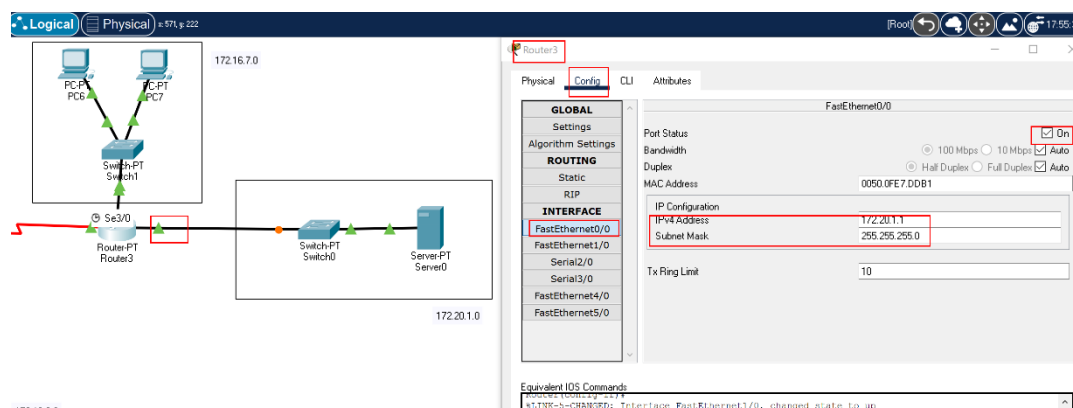 Logical
Physical
x: 571, y: 222
[Root]
17:55:
172.16.7.0
PC-PT
PC6
PC-PT
PC7
Switch-PT
Switch1
Se3/0
Router-PT
Router3
Switch-PT
Switch0
Server-PT
Server0
172.20.1.0
Router3
Physical Config CLI Attributes
GLOBAL
Settings
Algorithm Settings
ROUTING
Static
RIP
INTERFACE
FastEthernet0/0
FastEthernet1/0
Serial2/0
Serial3/0
FastEthernet4/0
FastEthernet5/0
FastEthernet0/0
Port Status On
Bandwidth 100 Mbps 10 Mbps Auto
Duplex Half Duplex Full Duplex Auto
MAC Address 0050.0FE7.DDB1
IP Configuration
IPv4 Address 172.20.1.1
Subnet Mask 255.255.255.0
Tx Ring Limit 10
Equivalent IOS Commands
Router(config-if)#
%LINK-5-CHANGED: Interface FastEthernet1/0, changed state to up